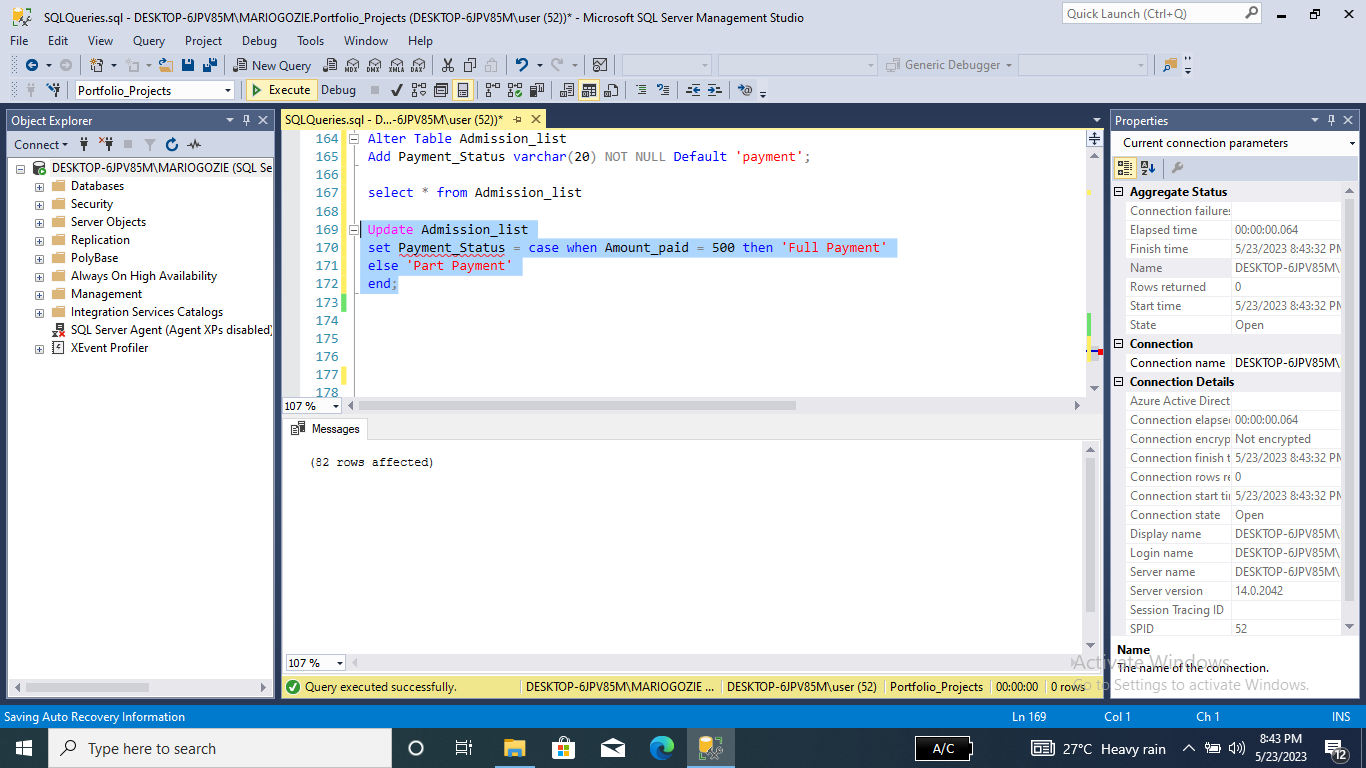 SQLQueries.sql - DESKTOP-6JPV85M\MARIOGOZIE.Portfolio_Projects (DESKTOP-6JPV85M\user (52))* - Microsoft SQL Server Management Studio
Quick Launch (Ctrl+Q)
File Edit View Query Project Debug Tools Window Help
New Query MDX DMX XMLA DAX Generic Debugger
Portfolio_Projects Execute Debug
Object Explorer
Connect
DESKTOP-6JPV85M\MARIOGOZIE (SQL Se
Databases
Security
Server Objects
Replication
PolyBase
Always On High Availability
Management
Integration Services Catalogs
SQL Server Agent (Agent XPs disabled)
XEvent Profiler
SQLQueries.sql - D...-6JPV85M\user (52))*
164 Alter Table Admission_list
165 Add Payment_Status varchar(20) NOT NULL Default 'payment';
166
167 select * from Admission_list
168
169 Update Admission_list
170 set Payment_Status = case when Amount_paid = 500 then 'Full Payment'
171 else 'Part Payment'
172 end;
173
174
175
176
177
178
107 %
Messages
(82 rows affected)
107 %
Query executed successfully. DESKTOP-6JPV85M\MARIOGOZIE ... DESKTOP-6JPV85M\user (52) Portfolio_Projects 00:00:00 0 rows
Properties
Current connection parameters
Aggregate Status
Connection failures
Elapsed time 00:00:00.064
Finish time 5/23/2023 8:43:32 PM
Name DESKTOP-6JPV85M\
Rows returned 0
Start time 5/23/2023 8:43:32 PM
State Open
Connection
Connection name DESKTOP-6JPV85M\
Connection Details
Azure Active Direct
Connection elapse 00:00:00.064
Connection encryp Not encrypted
Connection finish t 5/23/2023 8:43:32 PM
Connection rows re 0
Connection start ti 5/23/2023 8:43:32 PM
Connection state Open
Display name DESKTOP-6JPV85M\
Login name DESKTOP-6JPV85M\
Server name DESKTOP-6JPV85M\
Server version 14.0.2042
Session Tracing ID
SPID 52
Name
The name of the connection.
Activate Windows
Go to Settings to activate Windows.
Saving Auto Recovery Information Ln 169 Col 1 Ch 1 INS
Type here to search
A/C
27°C Heavy rain
8:43 PM
5/23/2023
12